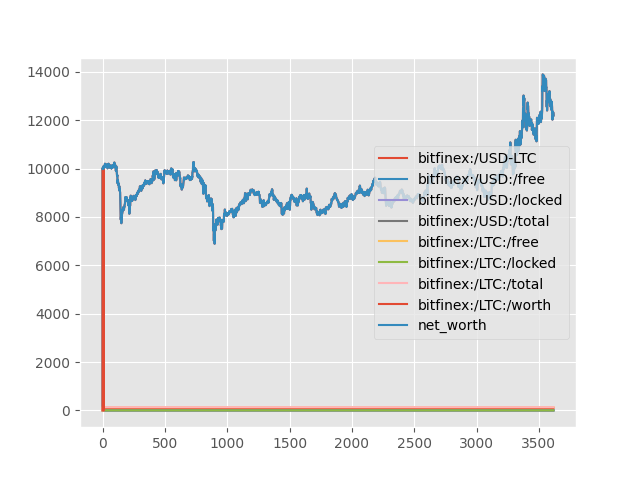 14000
12000
10000
8000
6000
4000
2000
0
bitfinex:/USD-LTC
bitfinex:/USD:/free
bitfinex:/USD:/locked
bitfinex:/USD:/total
bitfinex:/LTC:/free
bitfinex:/LTC:/locked
bitfinex:/LTC:/total
bitfinex:/LTC:/worth
net_worth
0 500 1000 1500 2000 2500 3000 3500